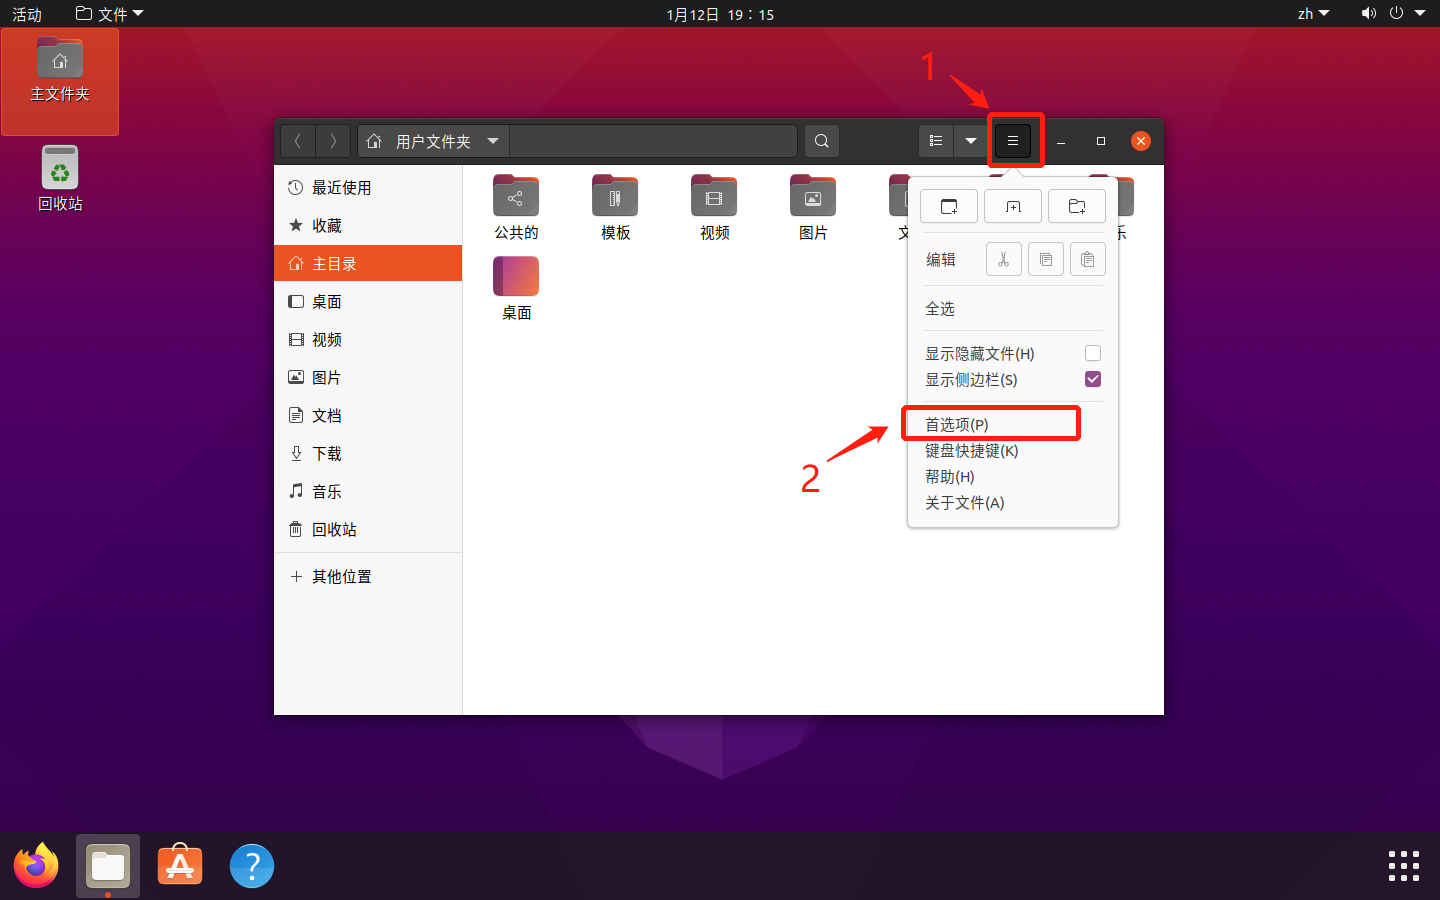 活动
文件
1月12日 19：15
zh
主文件夹
回收站
1
用户文件夹
最近使用
收藏
主目录
桌面
视频
图片
文档
下载
音乐
回收站
其他位置
公共的
模板
视频
图片
文
乐
桌面
编辑
全选
显示隐藏文件(H)
显示侧边栏(S)
首选项(P)
键盘快捷键(K)
帮助(H)
关于文件(A)
2